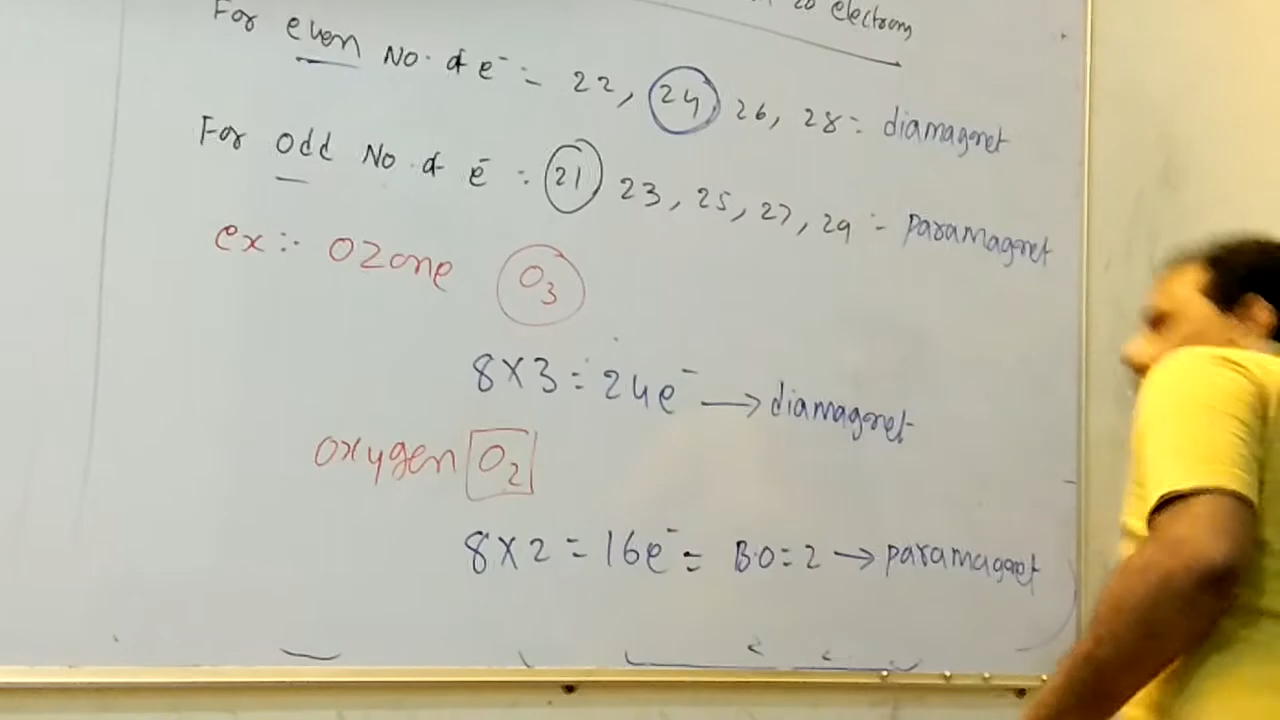 20 electrons
For even No. of e⁻ :- 22, 24 26, 28 :- diamagnet
For odd No. of e⁻ : 21 23, 25, 27, 29 :- paramagnet
ex :- Ozone O₃
8×3 = 24e⁻ → diamagnet
oxygen O₂
8×2 = 16e⁻ = B.O = 2 → paramagnet